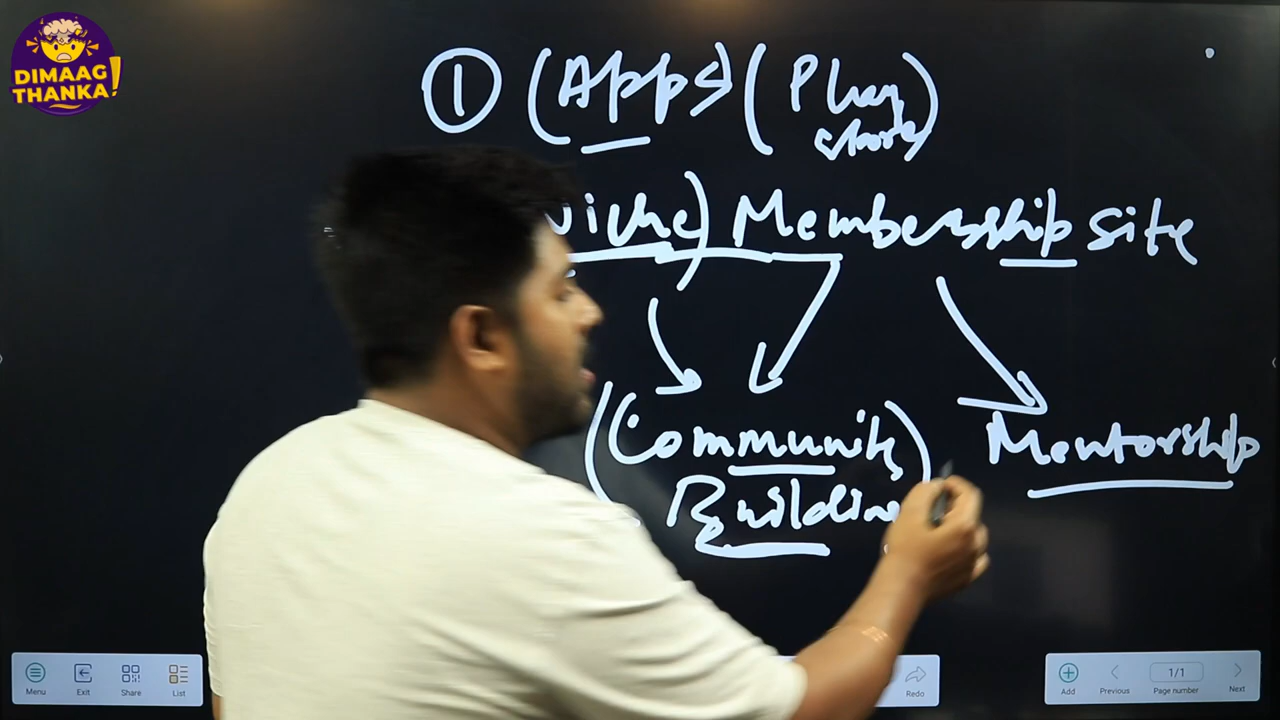 DIMAAG
THANKA!
① (Apps) (Play
store)
Niche) Membership site
(Community)
Building
Mentorship
Menu
Exit
Share
List
Redo
Add
Previous
1/1
Page number
Next